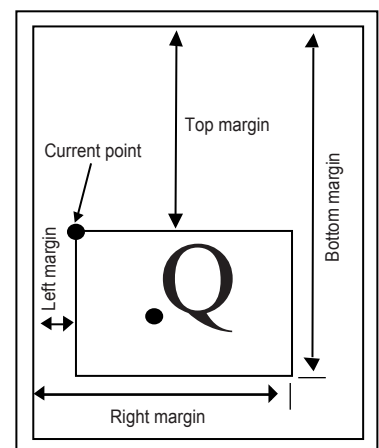 Top margin
Current point
Bottom margin
Left margin
Q
Right margin